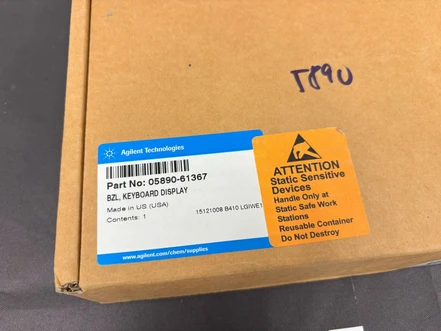 5890
Agilent Technologies
Part No: 05890-61367
BZL, KEYBOARD DISPLAY
Made in US (USA)
Contents: 1
15121008 B410 LGIWE1
www.agilent.com/chem/supplies
ATTENTION
Static Sensitive
Devices
Handle Only at
Static Safe Work
Stations
Reusable Container
Do Not Destroy